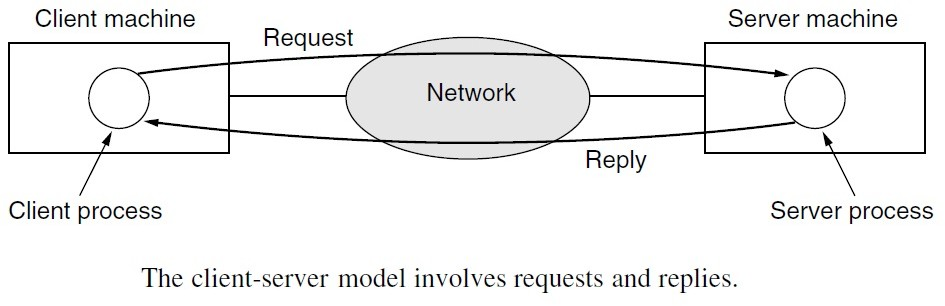 Client machine
Server machine
Request
Network
Reply
Client process
Server process
The client-server model involves requests and replies.